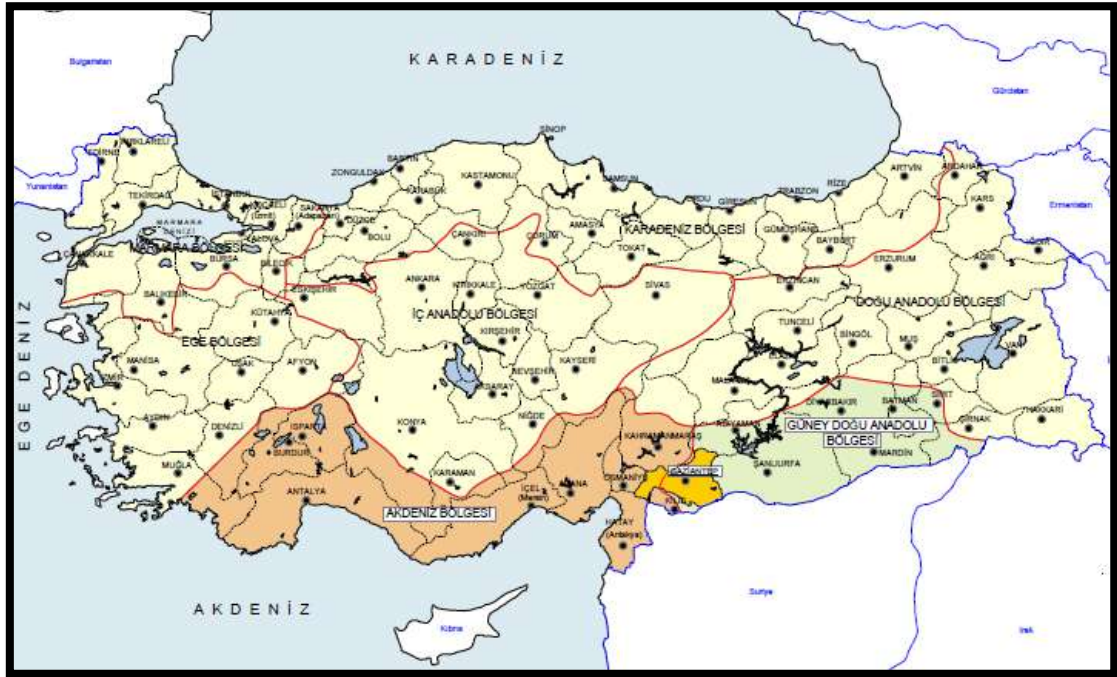 KARADENİZ
Bulgaristan
Gürcistan
SİNOP
KIRKLARELİ
EDİRNE
BARTIN
ZONGULDAK
KASTAMONU
ARTVİN
ARDAHAN
Yunanistan
TEKİRDAĞ
İSTANBUL
KARABÜK
SAMSUN
TRABZON
RİZE
ORDU
GİRESUN
KARS
Ermenistan
KOCAELİ
(İzmit)
SAKARYA
(Adapazarı)
DÜZCE
MARMARA
DENİZİ
YALOVA
BOLU
ÇANKIRI
ÇORUM
AMASYA
KARADENİZ BÖLGESİ
GÜMÜŞHANE
BAYBURT
MARMARA BÖLGESİ
ÇANAKKALE
BURSA
BİLECİK
TOKAT
ERZURUM
AĞRI
IĞDIR
ANKARA
KIRIKKALE
YOZGAT
SİVAS
ERZİNCAN
BALIKESİR
ESKİŞEHİR
KÜTAHYA
İÇ ANADOLU BÖLGESİ
DOĞU ANADOLU BÖLGESİ
KIRŞEHİR
TUNCELİ
BİNGÖL
MUŞ
EGE BÖLGESİ
MANİSA
UŞAK
AFYON
NEVŞEHİR
KAYSERİ
BİTLİS
VAN
İZMİR
AKSARAY
MALATYA
EGE DENİZ
AYDIN
DENİZLİ
ISPARTA
BURDUR
KONYA
NİĞDE
KAHRAMANMARAŞ
ADIYAMAN
DİYARBAKIR
BATMAN
SİİRT
ŞIRNAK
HAKKARİ
GÜNEY DOĞU ANADOLU
BÖLGESİ
MARDİN
MUĞLA
KARAMAN
ANTALYA
İÇEL
(Mersin)
ADANA
OSMANİYE
GAZİANTEP
ŞANLIURFA
KİLİS
AKDENİZ BÖLGESİ
HATAY
(Antakya)
AKDENİZ
Kıbrıs
Suriye
Irak